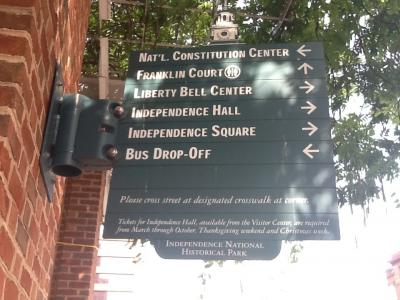 NAT'L. CONSTITUTION CENTER ←
FRANKLIN COURT ↑
LIBERTY BELL CENTER →
INDEPENDENCE HALL →
INDEPENDENCE SQUARE →
BUS DROP-OFF ←
Please cross street at designated crosswalk at corner.
Tickets for Independence Hall, available from the Visitor Center, are required
from March through October, Thanksgiving weekend and Christmas week.
INDEPENDENCE NATIONAL
HISTORICAL PARK